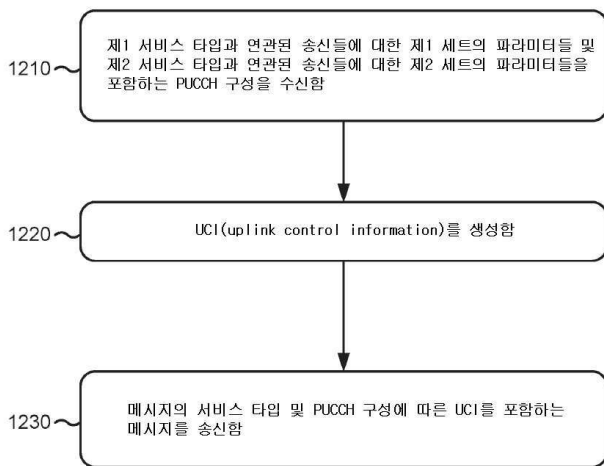 1210
제1 서비스 타입과 연관된 송신들에 대한 제1 세트의 파라미터들 및
제2 서비스 타입과 연관된 송신들에 대한 제2 세트의 파라미터들을
포함하는 PUCCH 구성을 수신함
1220
UCI(uplink control information)를 생성함
1230
메시지의 서비스 타입 및 PUCCH 구성에 따른 UCI를 포함하는
메시지를 송신함